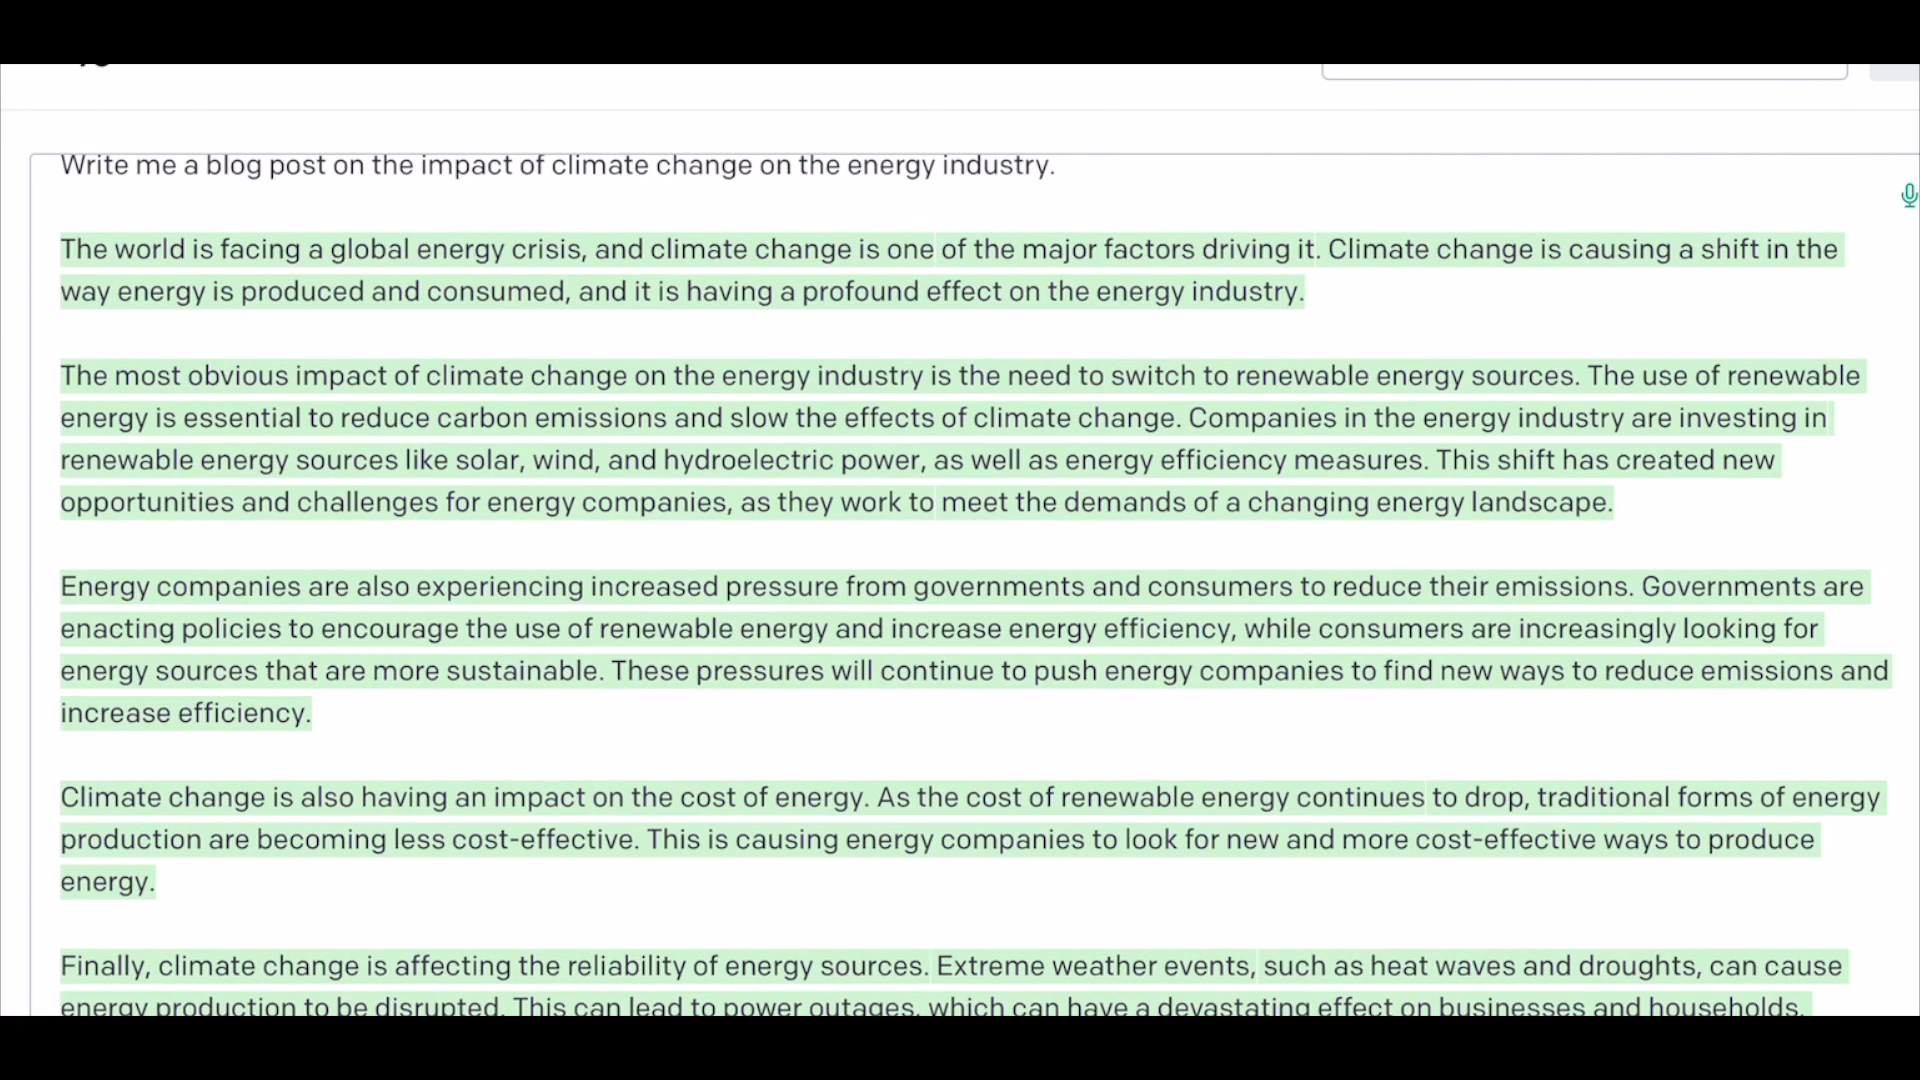 Write me a blog post on the impact of climate change on the energy industry.
The world is facing a global energy crisis, and climate change is one of the major factors driving it. Climate change is causing a shift in the
way energy is produced and consumed, and it is having a profound effect on the energy industry.
The most obvious impact of climate change on the energy industry is the need to switch to renewable energy sources. The use of renewable
energy is essential to reduce carbon emissions and slow the effects of climate change. Companies in the energy industry are investing in
renewable energy sources like solar, wind, and hydroelectric power, as well as energy efficiency measures. This shift has created new
opportunities and challenges for energy companies, as they work to meet the demands of a changing energy landscape.
Energy companies are also experiencing increased pressure from governments and consumers to reduce their emissions. Governments are
enacting policies to encourage the use of renewable energy and increase energy efficiency, while consumers are increasingly looking for
energy sources that are more sustainable. These pressures will continue to push energy companies to find new ways to reduce emissions and
increase efficiency.
Climate change is also having an impact on the cost of energy. As the cost of renewable energy continues to drop, traditional forms of energy
production are becoming less cost-effective. This is causing energy companies to look for new and more cost-effective ways to produce
energy.
Finally, climate change is affecting the reliability of energy sources. Extreme weather events, such as heat waves and droughts, can cause
energy production to be disrupted. This can lead to power outages, which can have a devastating effect on businesses and households.